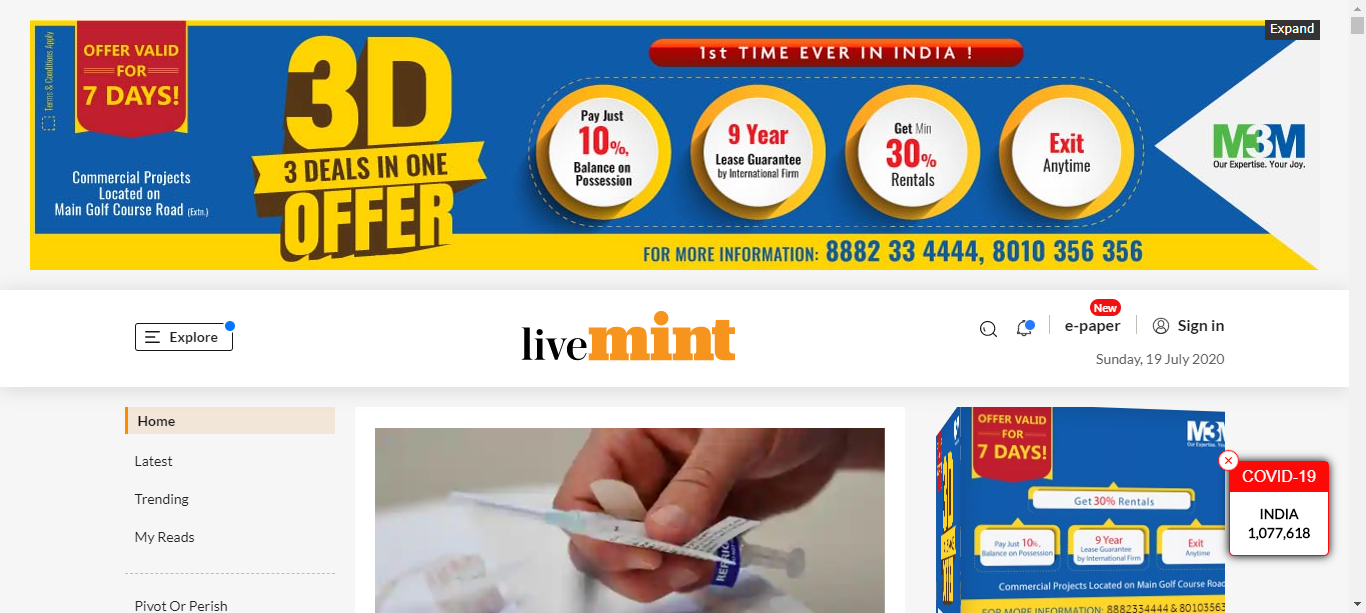 Expand
Terms & Conditions Apply
OFFER VALID
FOR
7 DAYS!
Commercial Projects
Located on
Main Golf Course Road (Extn.)
3D
3 DEALS IN ONE
OFFER
1st TIME EVER IN INDIA !
Pay Just
10%,
Balance on
Possession
9 Year
Lease Guarantee
by International Firm
Get Min
30%
Rentals
Exit
Anytime
M3M
Our Expertise. Your Joy.
FOR MORE INFORMATION: 8882 33 4444, 8010 356 356
Explore
livemint
New
e-paper
Sign in
Sunday, 19 July 2020
Home
Latest
Trending
My Reads
Pivot Or Perish
OFFER VALID
FOR
7 DAYS!
M3M
3D
Get 30% Rentals
Pay Just 10%,
Balance on Possession
9 Year
Lease Guarantee
by International Firm
Exit
Anytime
Commercial Projects Located on Main Golf Course Road
FOR MORE INFORMATION: 8882334444 & 80103563
COVID-19
INDIA
1,077,618